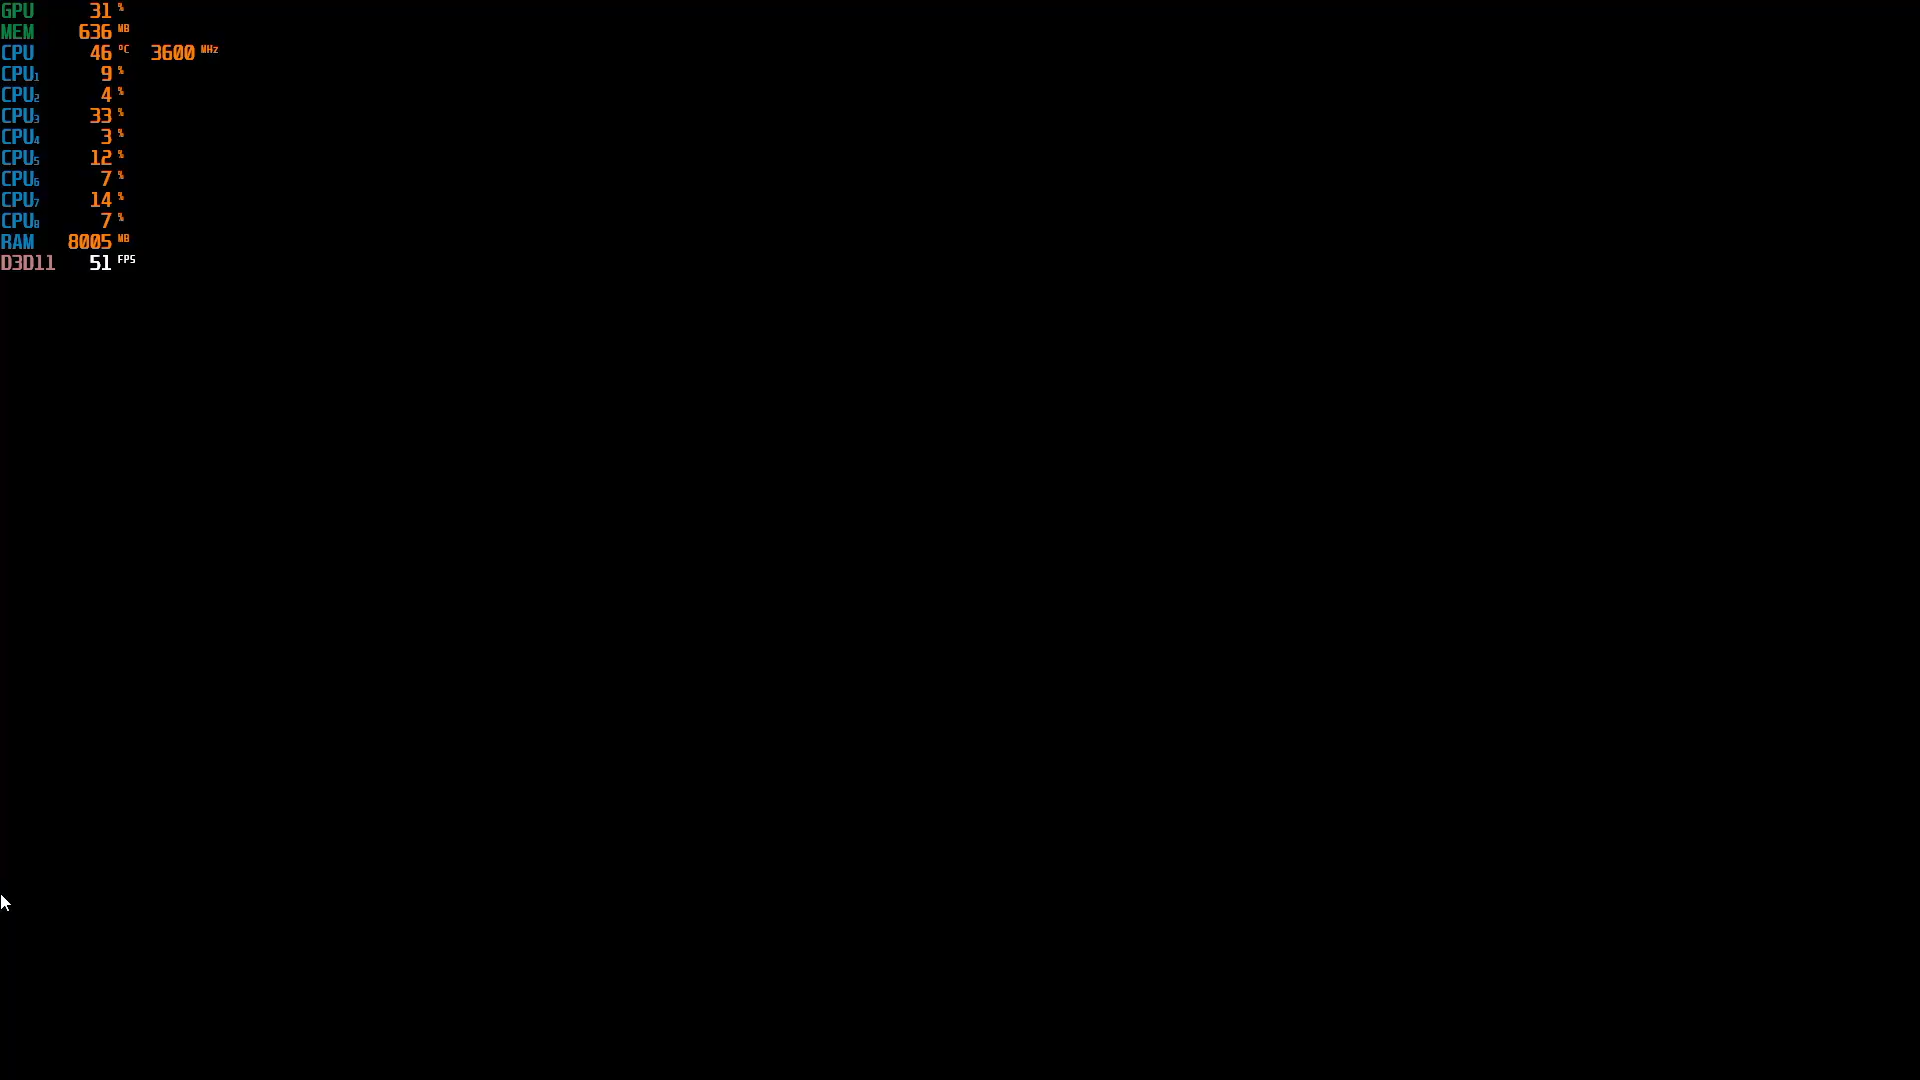 GPU 31 %
MEM 636 MB
CPU 46 °C 3600 MHz
CPU1 9 %
CPU2 4 %
CPU3 33 %
CPU4 3 %
CPU5 12 %
CPU6 7 %
CPU7 14 %
CPU8 7 %
RAM 8005 MB
D3D11 51 FPS